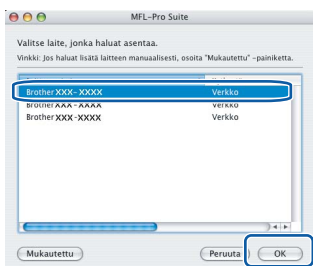 MFL-Pro Suite
Valitse laite, jonka haluat asentaa.
Vinkki: Jos haluat lisätä laitteen manuaalisesti, osoita "Mukautettu" -painiketta.
Brother XXX-XXXX Verkko
Brother XXX-XXXX Verkko
Brother XXX-XXXX Verkko
Mukautettu Peruuta OK